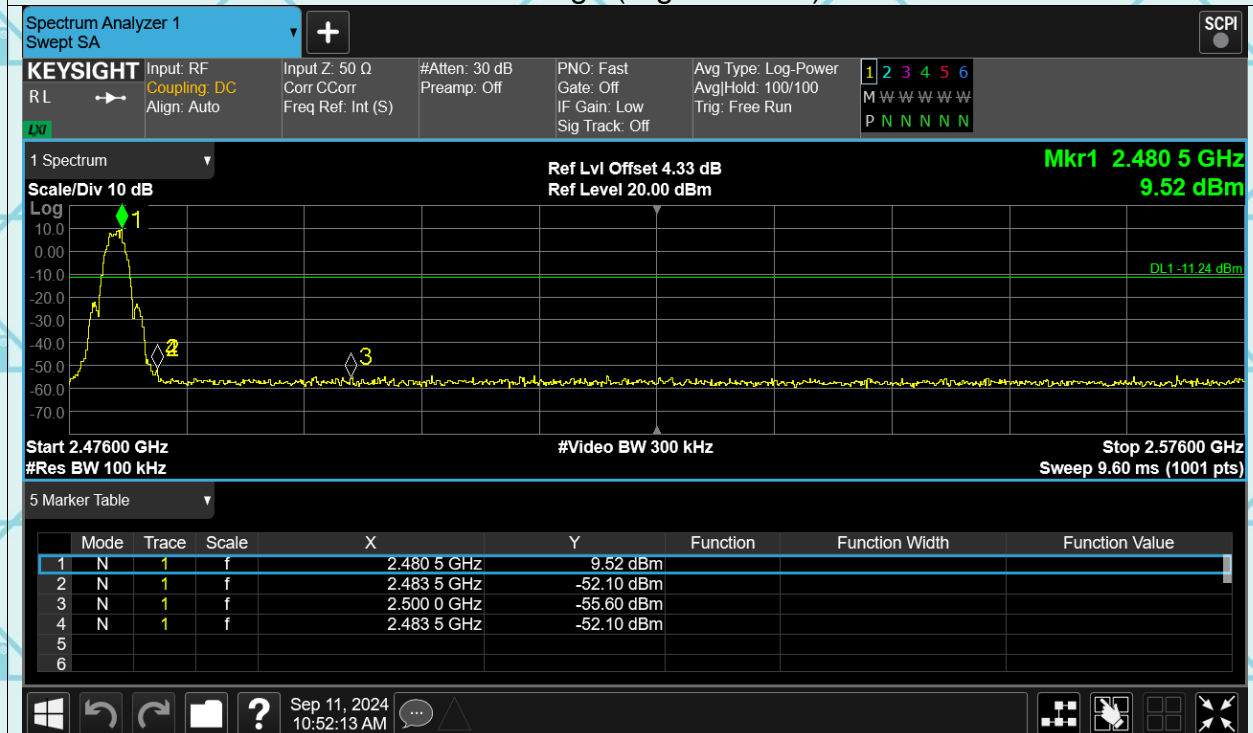 Spectrum Analyzer 1
Swept SA
+
SCPI
KEYSIGHT
RL
LXI
Input: RF
Coupling: DC
Align: Auto
Input Z: 50 Ω
Corr CCorr
Freq Ref: Int (S)
#Atten: 30 dB
Preamp: Off
PNO: Fast
Gate: Off
IF Gain: Low
Sig Track: Off
Avg Type: Log-Power
Avg|Hold: 100/100
Trig: Free Run
1 2 3 4 5 6
M W W W W W
P N N N N N
1 Spectrum
Scale/Div 10 dB
Ref Lvl Offset 4.33 dB
Ref Level 20.00 dBm
Mkr1 2.480 5 GHz
9.52 dBm
Log
10.0
0.00
-10.0
-20.0
-30.0
-40.0
-50.0
-60.0
-70.0
1
2
3
DL1 -11.24 dBm
Start 2.47600 GHz
#Res BW 100 kHz
#Video BW 300 kHz
Stop 2.57600 GHz
Sweep 9.60 ms (1001 pts)
5 Marker Table
Mode Trace Scale X Y Function Function Width Function Value
1 N 1 f 2.480 5 GHz 9.52 dBm
2 N 1 f 2.483 5 GHz -52.10 dBm
3 N 1 f 2.500 0 GHz -55.60 dBm
4 N 1 f 2.483 5 GHz -52.10 dBm
5
6
?
Sep 11, 2024
10:52:13 AM